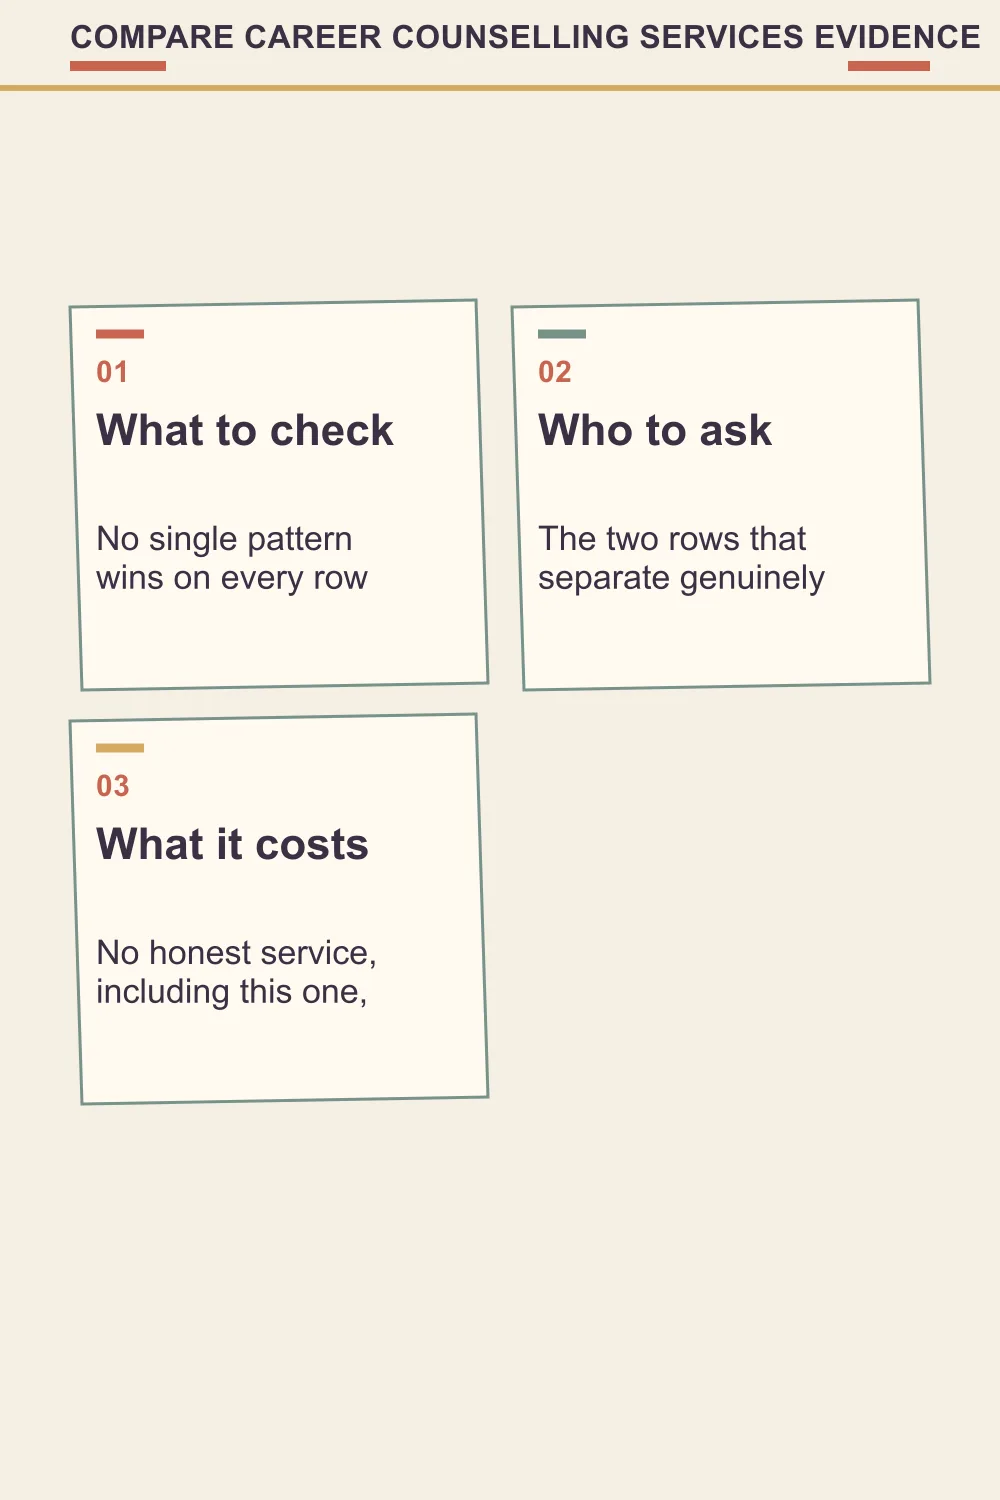 COMPARE CAREER COUNSELLING SERVICES EVIDENCE
01
What to check
No single pattern
wins on every row
02
Who to ask
The two rows that
separate genuinely
03
What it costs
No honest service,
including this one,